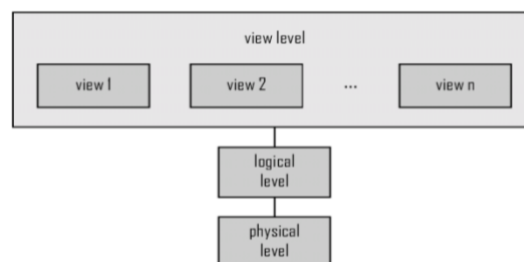 view level
view 1
view 2
...
view n
logical
level
physical
level